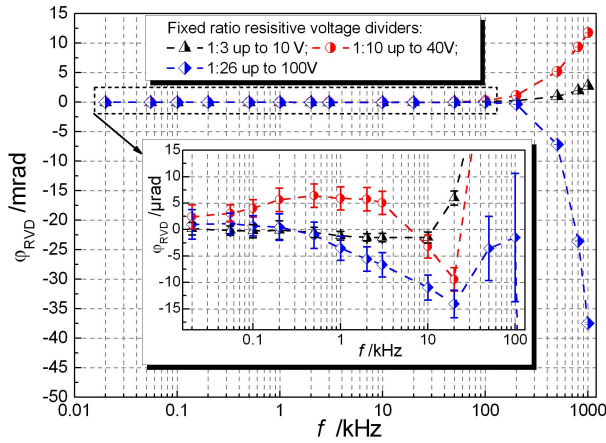 Fixed ratio resisitive voltage dividers:
1:3 up to 10 V; 1:10 up to 40V;
1:26 up to 100V
φRVD /mrad
15
10
5
0
-5
-10
-15
-20
-25
-30
-35
-40
-45
-50
φRVD /μrad
15
10
5
0
-5
-10
-15
0.1 1 10 100
f /kHz
0.01 0.1 1 10 100 1000
f /kHz